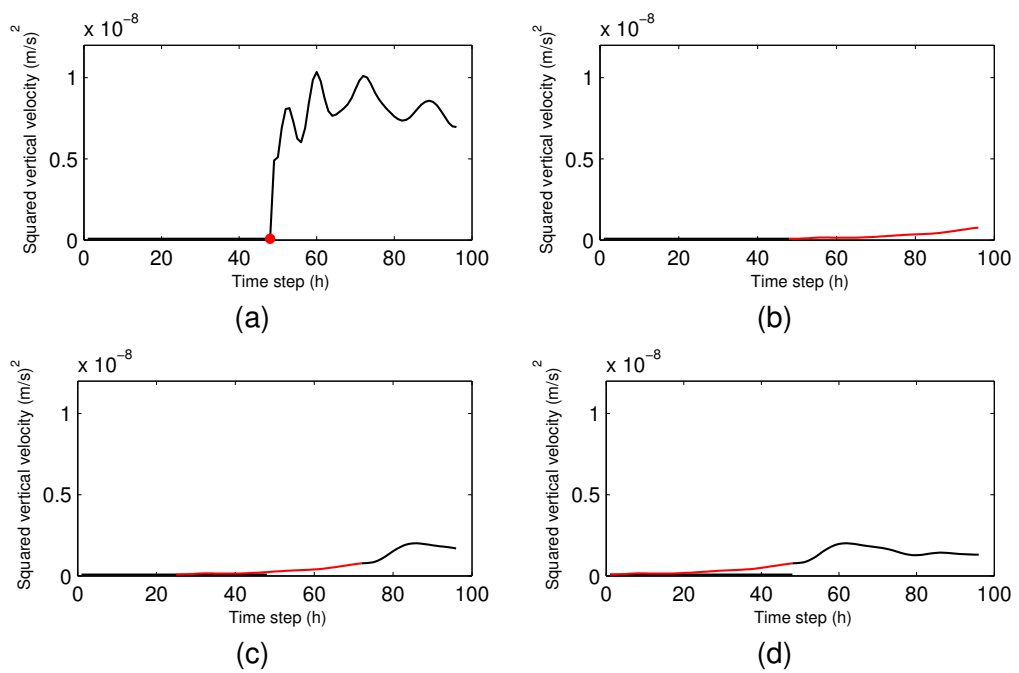 x 10⁻⁸
Squared vertical velocity (m/s)²
1
0.5
0
0 20 40 60 80 100
Time step (h)
(a)
x 10⁻⁸
Squared vertical velocity (m/s)²
1
0.5
0
0 20 40 60 80 100
Time step (h)
(b)
x 10⁻⁸
Squared vertical velocity (m/s)²
1
0.5
0
0 20 40 60 80 100
Time step (h)
(c)
x 10⁻⁸
Squared vertical velocity (m/s)²
1
0.5
0
0 20 40 60 80 100
Time step (h)
(d)